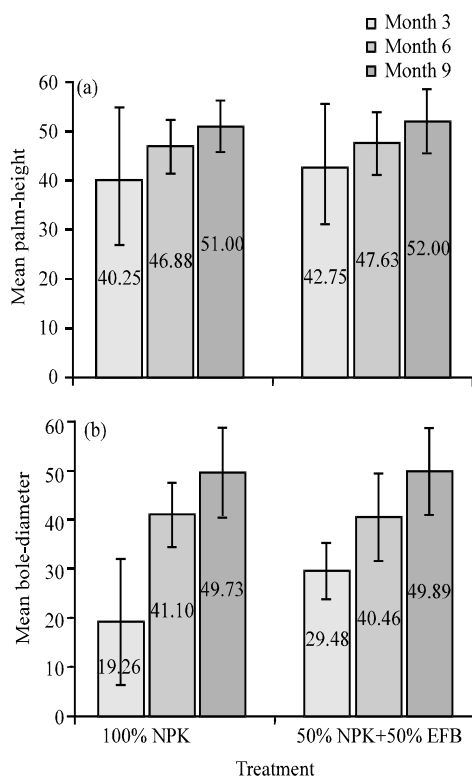 Month 3
Month 6
Month 9
(a)
60
50
40
30
20
10
0
Mean palm-height
40.25
46.88
51.00
42.75
47.63
52.00
(b)
60
50
40
30
20
10
0
Mean bole-diameter
19.26
41.10
49.73
29.48
40.46
49.89
100% NPK
50% NPK+50% EFB
Treatment